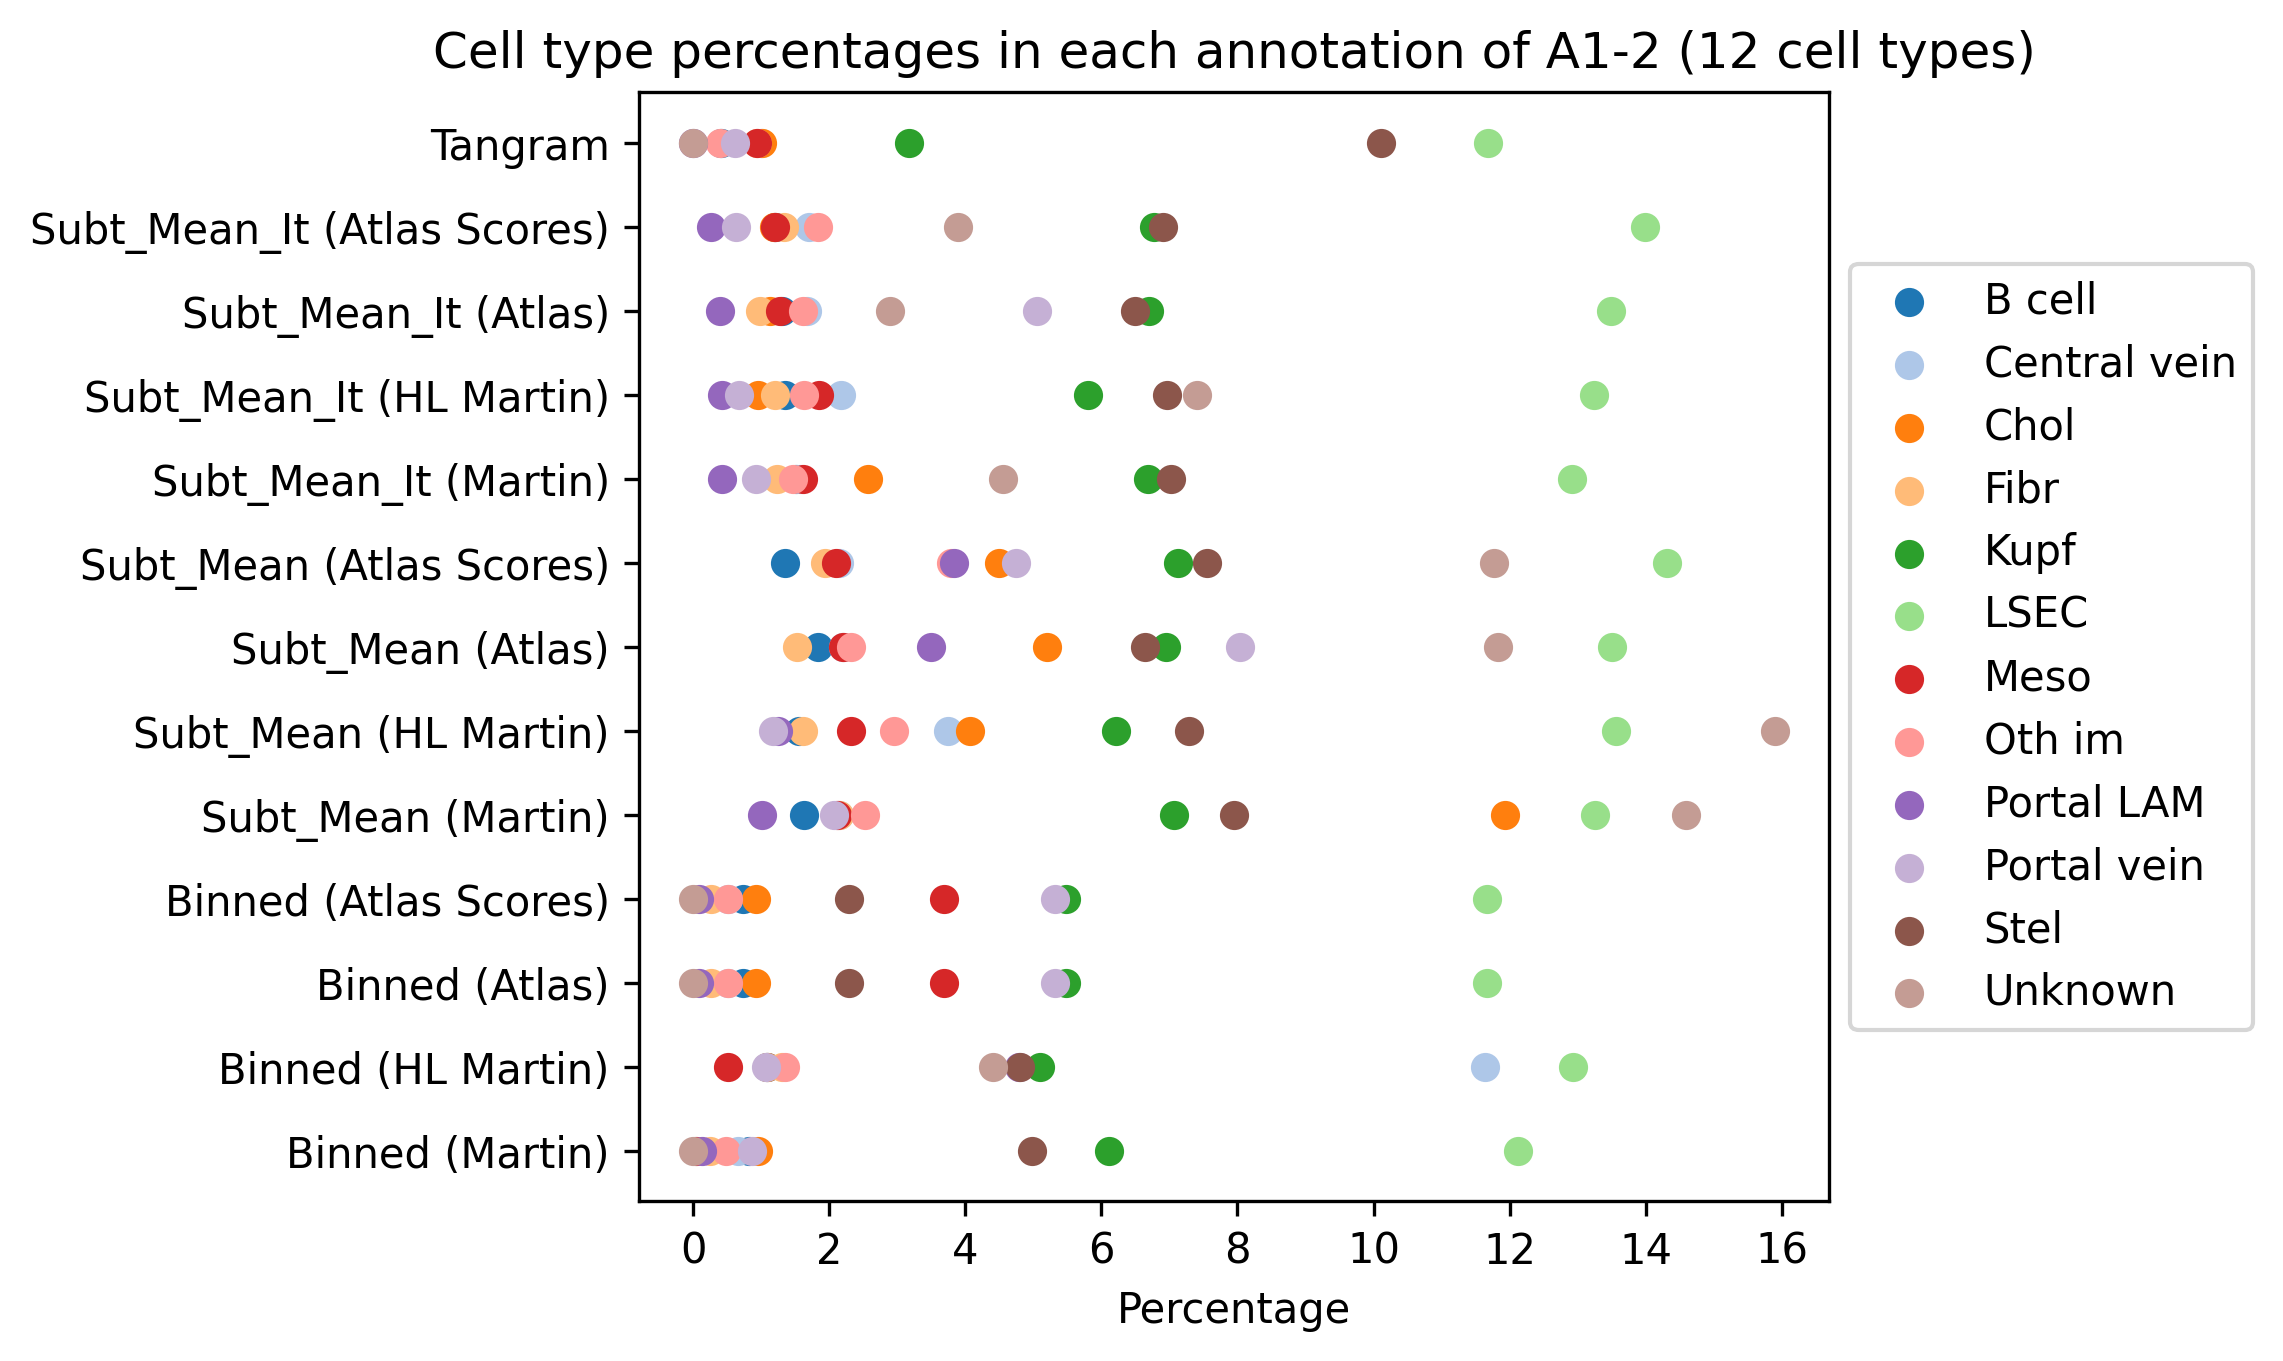 Cell type percentages in each annotation of A1-2 (12 cell types)
Tangram
Subt_Mean_It (Atlas Scores)
Subt_Mean_It (Atlas)
Subt_Mean_It (HL Martin)
Subt_Mean_It (Martin)
Subt_Mean (Atlas Scores)
Subt_Mean (Atlas)
Subt_Mean (HL Martin)
Subt_Mean (Martin)
Binned (Atlas Scores)
Binned (Atlas)
Binned (HL Martin)
Binned (Martin)
0 2 4 6 8 10 12 14 16
Percentage
B cell
Central vein
Chol
Fibr
Kupf
LSEC
Meso
Oth im
Portal LAM
Portal vein
Stel
Unknown